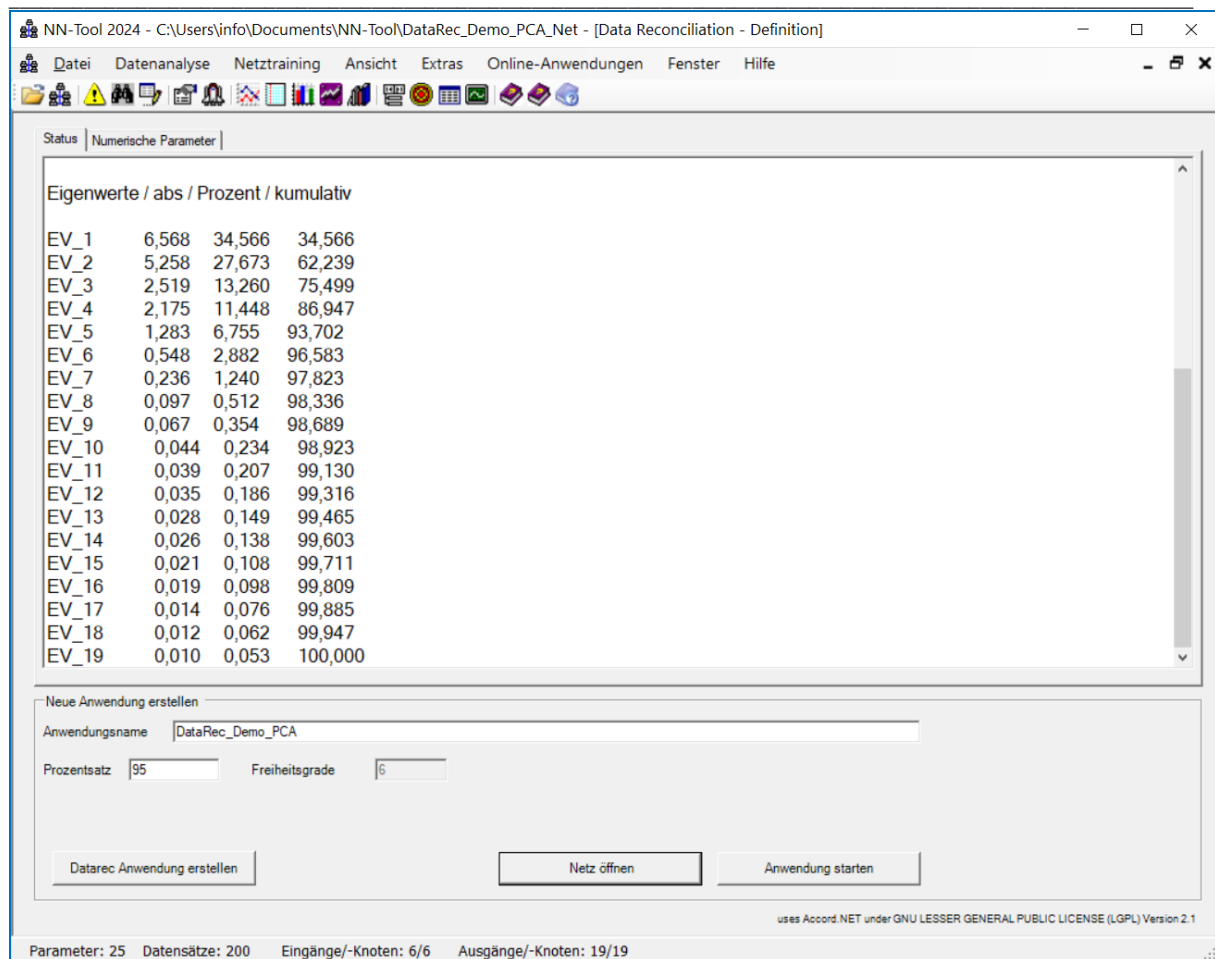 NN-Tool 2024 - C:\Users\info\Documents\NN-Tool\DataRec_Demo_PCA_Net - [Data Reconciliation - Definition]
Datei Datenanalyse Netztraining Ansicht Extras Online-Anwendungen Fenster Hilfe
Status Numerische Parameter
Eigenwerte / abs / Prozent / kumulativ
EV_1 6,568 34,566 34,566
EV_2 5,258 27,673 62,239
EV_3 2,519 13,260 75,499
EV_4 2,175 11,448 86,947
EV_5 1,283 6,755 93,702
EV_6 0,548 2,882 96,583
EV_7 0,236 1,240 97,823
EV_8 0,097 0,512 98,336
EV_9 0,067 0,354 98,689
EV_10 0,044 0,234 98,923
EV_11 0,039 0,207 99,130
EV_12 0,035 0,186 99,316
EV_13 0,028 0,149 99,465
EV_14 0,026 0,138 99,603
EV_15 0,021 0,108 99,711
EV_16 0,019 0,098 99,809
EV_17 0,014 0,076 99,885
EV_18 0,012 0,062 99,947
EV_19 0,010 0,053 100,000
Neue Anwendung erstellen
Anwendungsname DataRec_Demo_PCA
Prozentsatz 95 Freiheitsgrade 6
Datarec Anwendung erstellen Netz öffnen Anwendung starten
uses Accord.NET under GNU LESSER GENERAL PUBLIC LICENSE (LGPL) Version 2.1
Parameter: 25 Datensätze: 200 Eingänge/-Knoten: 6/6 Ausgänge/-Knoten: 19/19